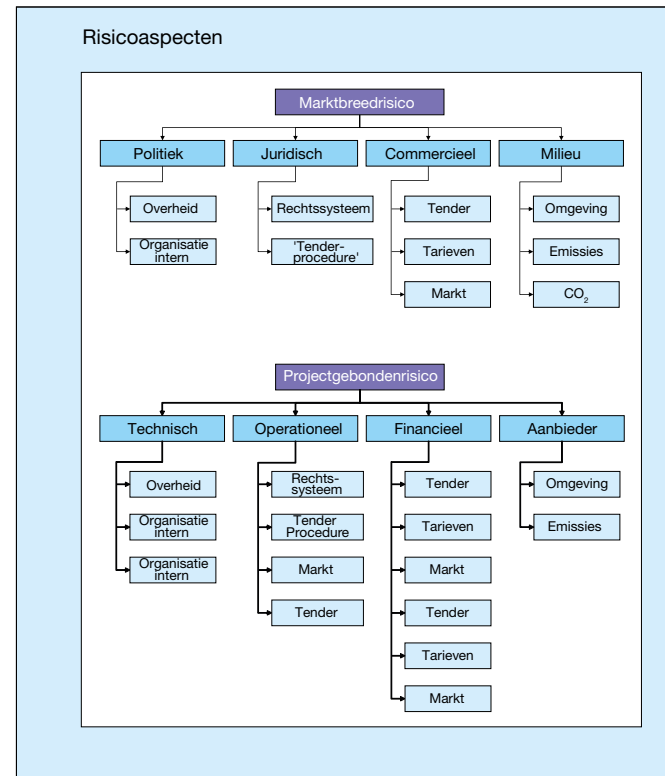 Risicoaspecten
Marktbreedrisico
Politiek
Juridisch
Commercieel
Milieu
Overheid
Rechtssysteem
Tender
Omgeving
Organisatie
intern
'Tender-
procedure'
Tarieven
Emissies
Markt
CO₂
Projectgebondenrisico
Technisch
Operationeel
Financieel
Aanbieder
Overheid
Rechts-
systeem
Tender
Omgeving
Organisatie
intern
Tender
Procedure
Tarieven
Emissies
Organisatie
intern
Markt
Markt
Tender
Tender
Tarieven
Markt